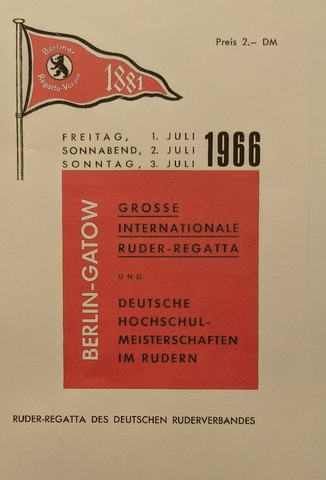 Berliner
Regatta-Verein
1881
Preis 2.– DM
FREITAG, 1. JULI
SONNABEND, 2. JULI
SONNTAG, 3. JULI
1966
BERLIN-GATOW
GROSSE
INTERNATIONALE
RUDER-REGATTA
UND
DEUTSCHE
HOCHSCHUL-
MEISTERSCHAFTEN
IM RUDERN
RUDER-REGATTA DES DEUTSCHEN RUDERVERBANDES